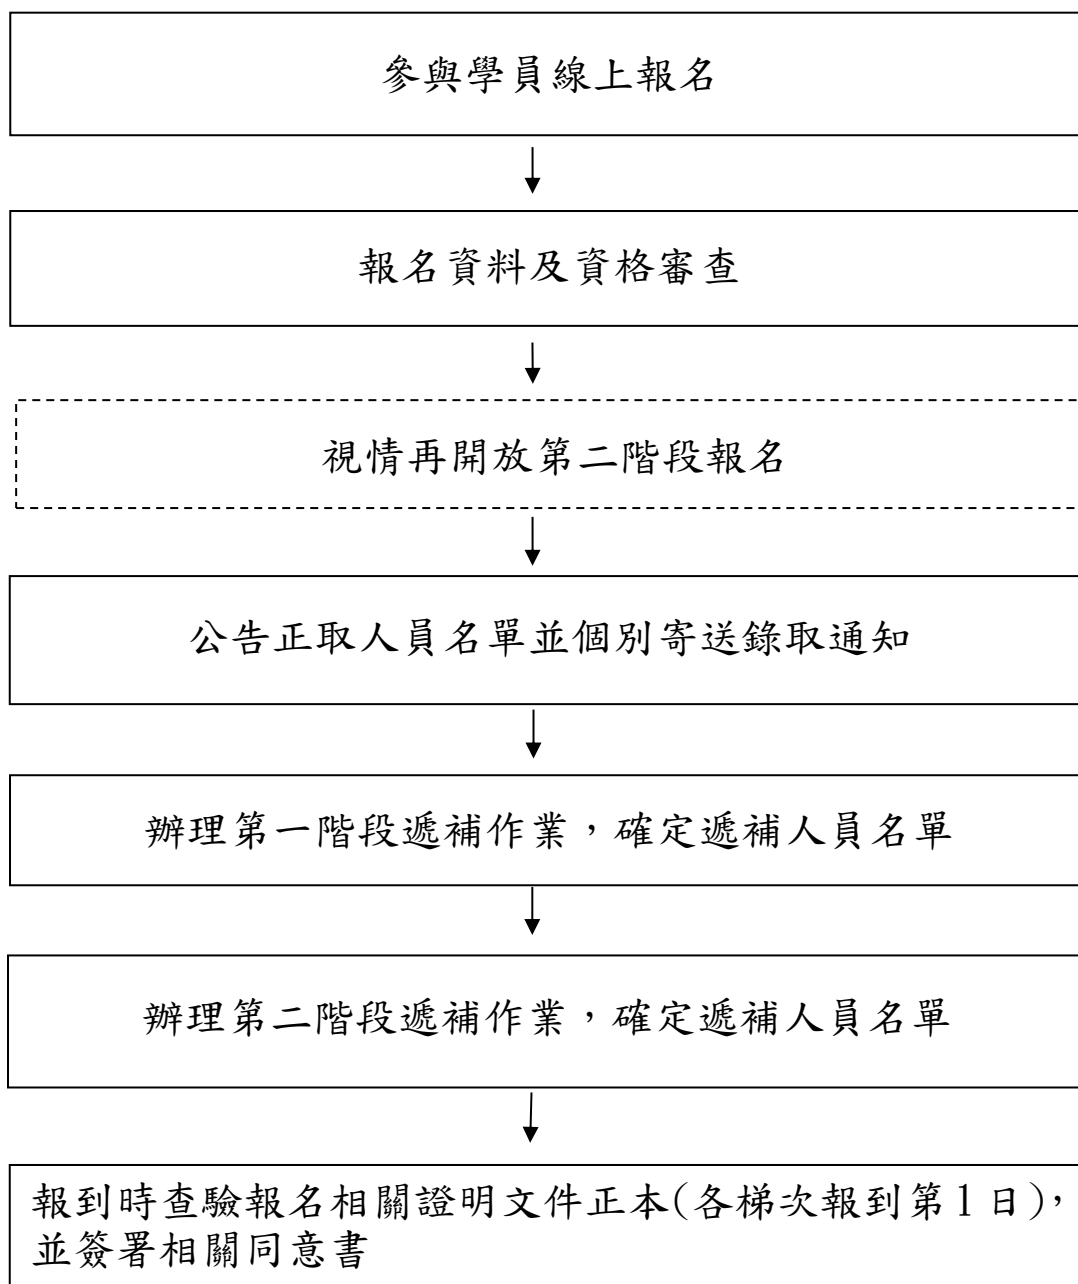 參與學員線上報名
報名資料及資格審查
視情再開放第二階段報名
公告正取人員名單並個別寄送錄取通知
辦理第一階段遞補作業，確定遞補人員名單
辦理第二階段遞補作業，確定遞補人員名單
報到時查驗報名相關證明文件正本(各梯次報到第1日)，
並簽署相關同意書